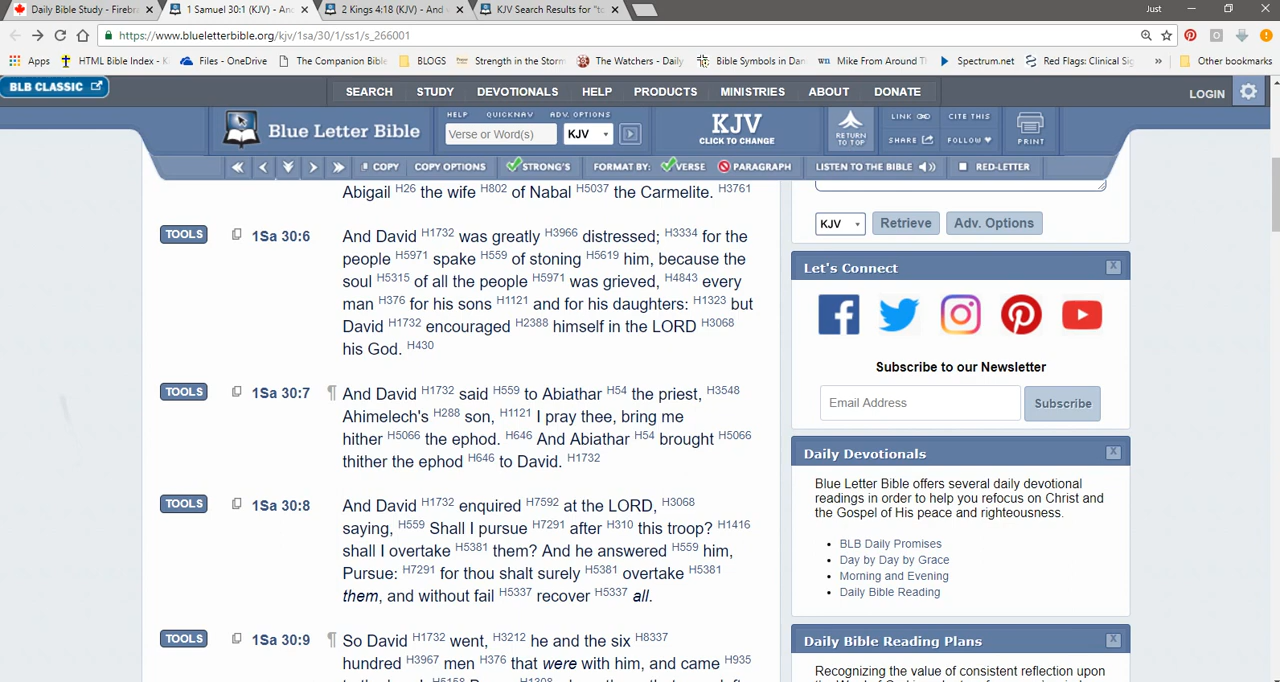 Daily Bible Study - Firebra
1 Samuel 30:1 (KJV) - And
2 Kings 4:18 (KJV) - And w
KJV Search Results for "to
Just
https://www.blueletterbible.org/kjv/1sa/30/1/ss1/s_266001
Apps
HTML Bible Index - K
Files - OneDrive
The Companion Bible
BLOGS
Strength in the Storm
The Watchers - Daily
Bible Symbols in Dan
Mike From Around T
Spectrum.net
Red Flags: Clinical Sig
»
Other bookmarks
BLB CLASSIC
SEARCH STUDY DEVOTIONALS HELP PRODUCTS MINISTRIES ABOUT DONATE
LOGIN
Blue Letter Bible
HELP QUICKNAV ADV. OPTIONS
Verse or Word(s) KJV
KJV
CLICK TO CHANGE
RETURN
TO TOP
LINK CITE THIS
SHARE FOLLOW
PRINT
COPY COPY OPTIONS STRONG'S FORMAT BY: VERSE PARAGRAPH LISTEN TO THE BIBLE RED-LETTER
Abigail H26 the wife H802 of Nabal H5037 the Carmelite. H3761
TOOLS 1Sa 30:6 And David H1732 was greatly H3966 distressed; H3334 for the
people H5971 spake H559 of stoning H5619 him, because the
soul H5315 of all the people H5971 was grieved, H4843 every
man H376 for his sons H1121 and for his daughters: H1323 but
David H1732 encouraged H2388 himself in the LORD H3068
his God. H430
TOOLS 1Sa 30:7 ¶ And David H1732 said H559 to Abiathar H54 the priest, H3548
Ahimelech's H288 son, H1121 I pray thee, bring me
hither H5066 the ephod. H646 And Abiathar H54 brought H5066
thither the ephod H646 to David. H1732
TOOLS 1Sa 30:8 And David H1732 enquired H7592 at the LORD, H3068
saying, H559 Shall I pursue H7291 after H310 this troop? H1416
shall I overtake H5381 them? And he answered H559 him,
Pursue: H7291 for thou shalt surely H5381 overtake H5381
them, and without fail H5337 recover H5337 all.
TOOLS 1Sa 30:9 ¶ So David H1732 went, H3212 he and the six H8337
hundred H3967 men H376 that were with him, and came H935
KJV Retrieve Adv. Options
Let's Connect X
Subscribe to our Newsletter
Email Address Subscribe
Daily Devotionals X
Blue Letter Bible offers several daily devotional
readings in order to help you refocus on Christ and
the Gospel of His peace and righteousness.
• BLB Daily Promises
• Day by Day by Grace
• Morning and Evening
• Daily Bible Reading
Daily Bible Reading Plans X
Recognizing the value of consistent reflection upon